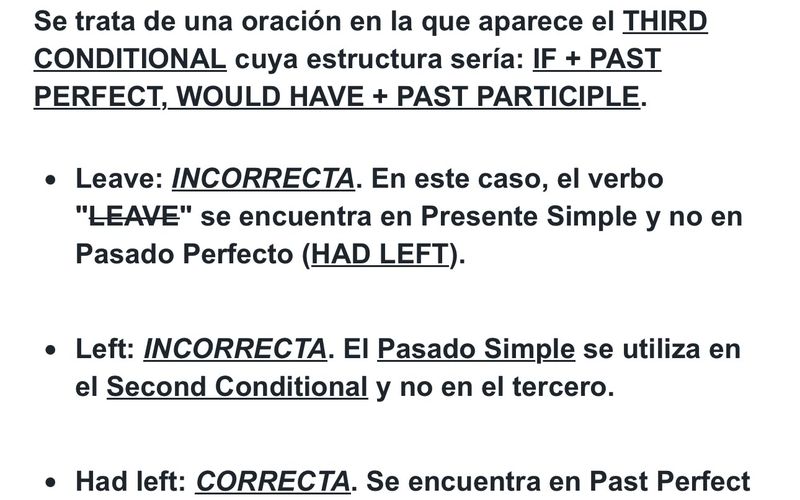 Se trata de una oración en la que aparece el THIRD
CONDITIONAL cuya estructura sería: IF + PAST
PERFECT, WOULD HAVE + PAST PARTICIPLE.
• Leave: INCORRECTA. En este caso, el verbo
"LEAVE" se encuentra en Presente Simple y no en
Pasado Perfecto (HAD LEFT).
• Left: INCORRECTA. El Pasado Simple se utiliza en
el Second Conditional y no en el tercero.
• Had left: CORRECTA. Se encuentra en Past Perfect